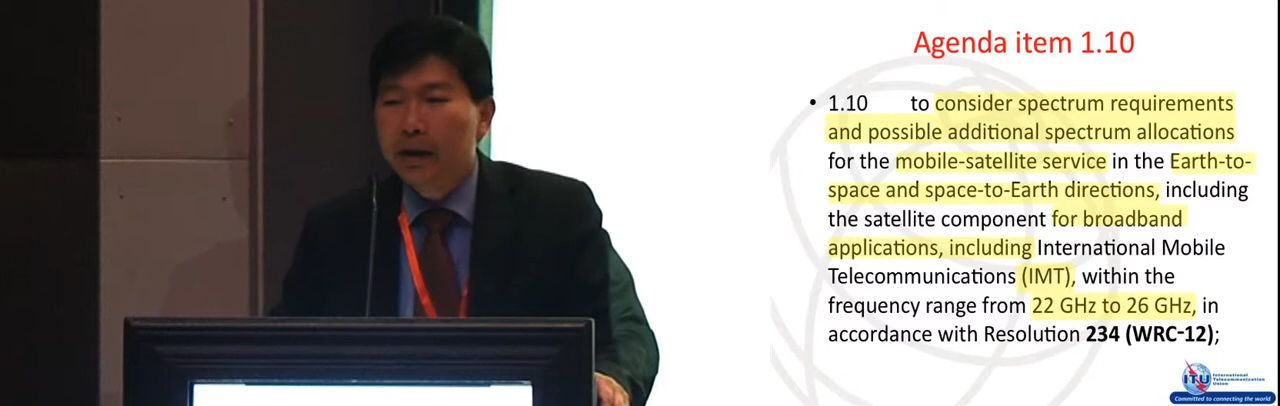 Agenda item 1.10
• 1.10 to consider spectrum requirements
and possible additional spectrum allocations
for the mobile-satellite service in the Earth-to-
space and space-to-Earth directions, including
the satellite component for broadband
applications, including International Mobile
Telecommunications (IMT), within the
frequency range from 22 GHz to 26 GHz, in
accordance with Resolution 234 (WRC-12);
ITU
International
Telecommunication
Union
Committed to connecting the world